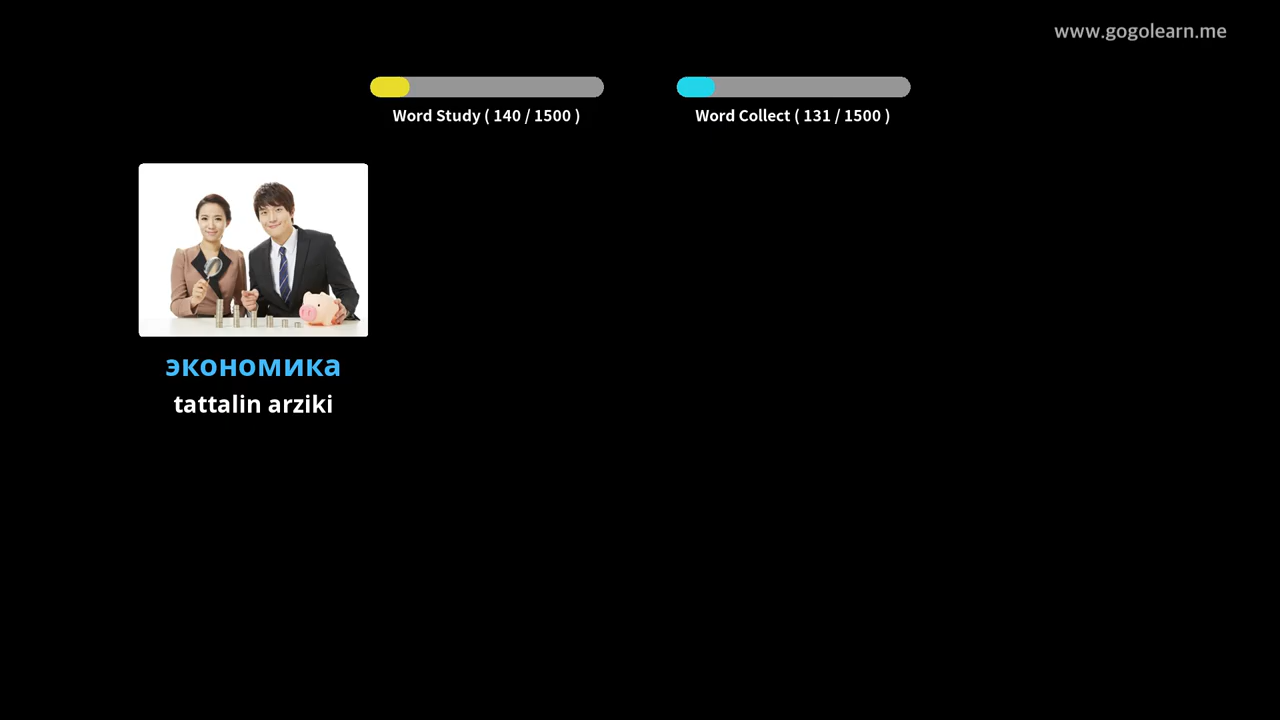 www.gogolearn.me
Word Study ( 140 / 1500 )
Word Collect ( 131 / 1500 )
экономика
tattalin arziki